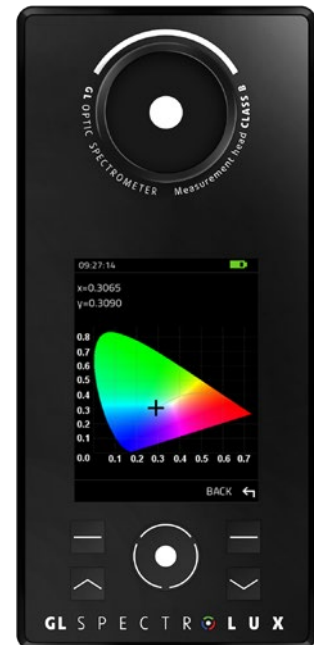 GL OPTIC SPECTROMETER Measurement head CLASS B
09:27:14
x=0.3065
y=0.3090
0.8
0.7
0.6
0.5
0.4
0.3
0.2
0.1
0.0 0.1 0.2 0.3 0.4 0.5 0.6 0.7
BACK
GL SPECTROLUX